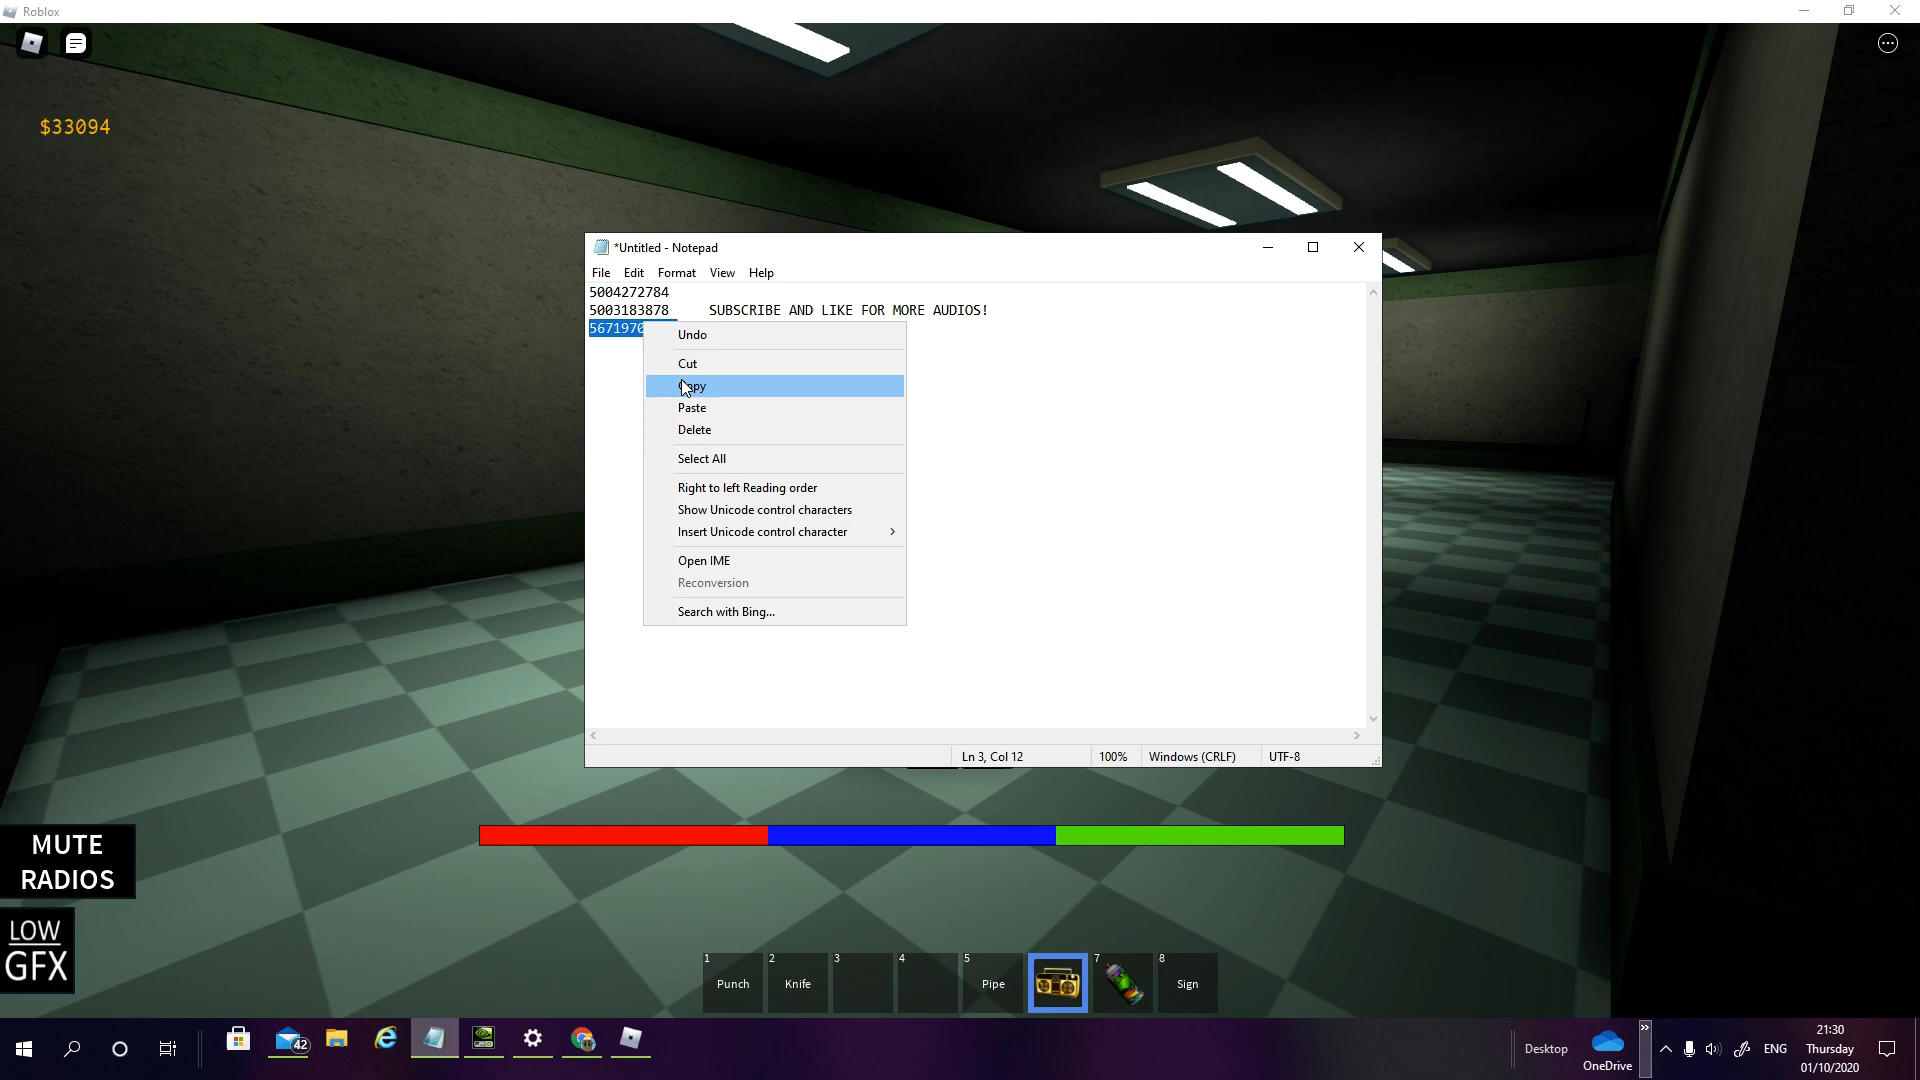 Roblox
$33094
*Untitled - Notepad
File Edit Format View Help
5004272784
5003183878 SUBSCRIBE AND LIKE FOR MORE AUDIOS!
5671970
Undo
Cut
Copy
Paste
Delete
Select All
Right to left Reading order
Show Unicode control characters
Insert Unicode control character
Open IME
Reconversion
Search with Bing...
Ln 3, Col 12 100% Windows (CRLF) UTF-8
MUTE
RADIOS
LOW
GFX
1 2 3 4 5 7 8
Punch Knife Pipe Sign
42
Desktop
OneDrive
ENG
21:30
Thursday
01/10/2020